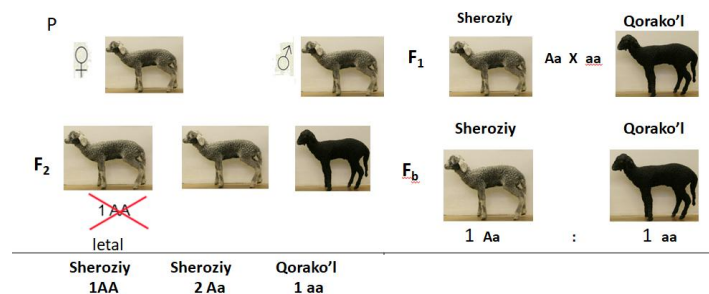 P
F2
1 AA
letal
Sheroziy Sheroziy Qorako'l
1AA 2 Aa 1 aa
Sheroziy Qorako'l
F1 Aa X aa
Sheroziy Qorako'l
Fb
1 Aa : 1 aa